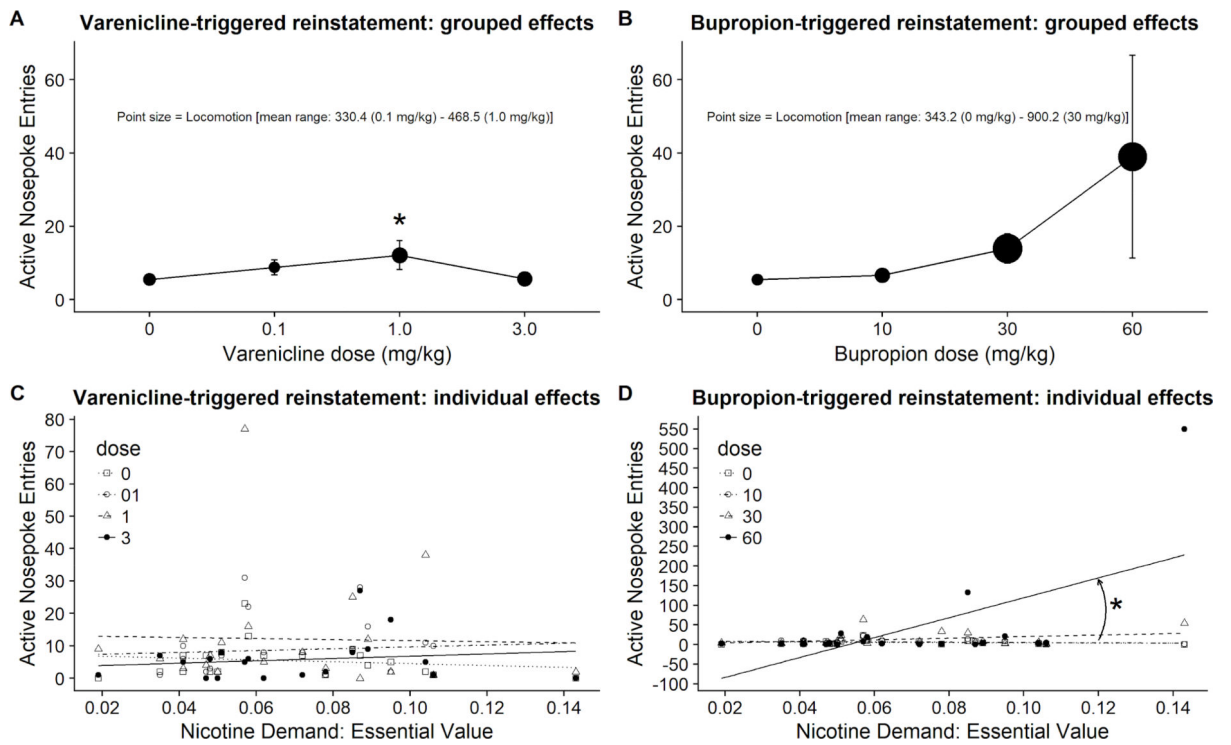 A
Varenicline-triggered reinstatement: grouped effects
Active Nosepoke Entries
60
40
20
0
Point size = Locomotion [mean range: 330.4 (0.1 mg/kg) - 468.5 (1.0 mg/kg)]
*
0 0.1 1.0 3.0
Varenicline dose (mg/kg)
B
Bupropion-triggered reinstatement: grouped effects
Active Nosepoke Entries
60
40
20
0
Point size = Locomotion [mean range: 343.2 (0 mg/kg) - 900.2 (30 mg/kg)]
0 10 30 60
Bupropion dose (mg/kg)
C
Varenicline-triggered reinstatement: individual effects
Active Nosepoke Entries
80
70
60
50
40
30
20
10
0
dose
0
01
1
3
0.02 0.04 0.06 0.08 0.10 0.12 0.14
Nicotine Demand: Essential Value
D
Bupropion-triggered reinstatement: individual effects
Active Nosepoke Entries
550
500
450
400
350
300
250
200
150
100
50
0
-50
-100
dose
0
10
30
60
*
0.02 0.04 0.06 0.08 0.10 0.12 0.14
Nicotine Demand: Essential Value